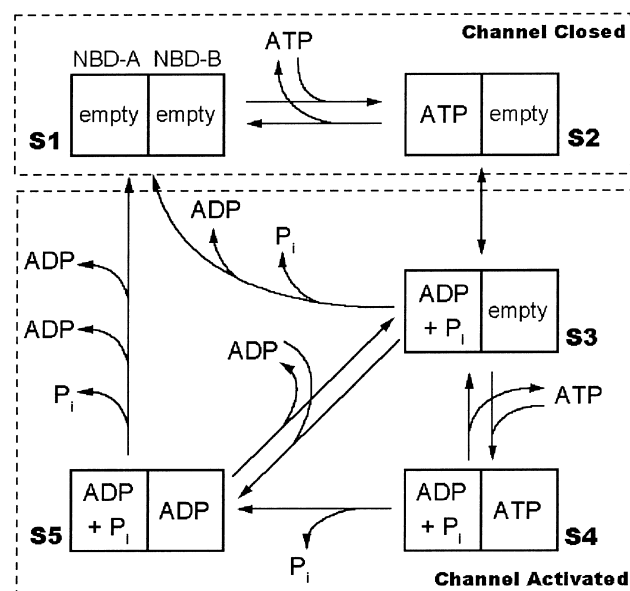 Channel Closed
NBD-A NBD-B
ATP
empty empty
S1
ATP empty
S2
ADP
Pi
ADP
ADP
Pi
ADP + Pi empty
S3
ADP
ATP
ADP + Pi ADP
S5
Pi
ADP + Pi ATP
S4
Channel Activated